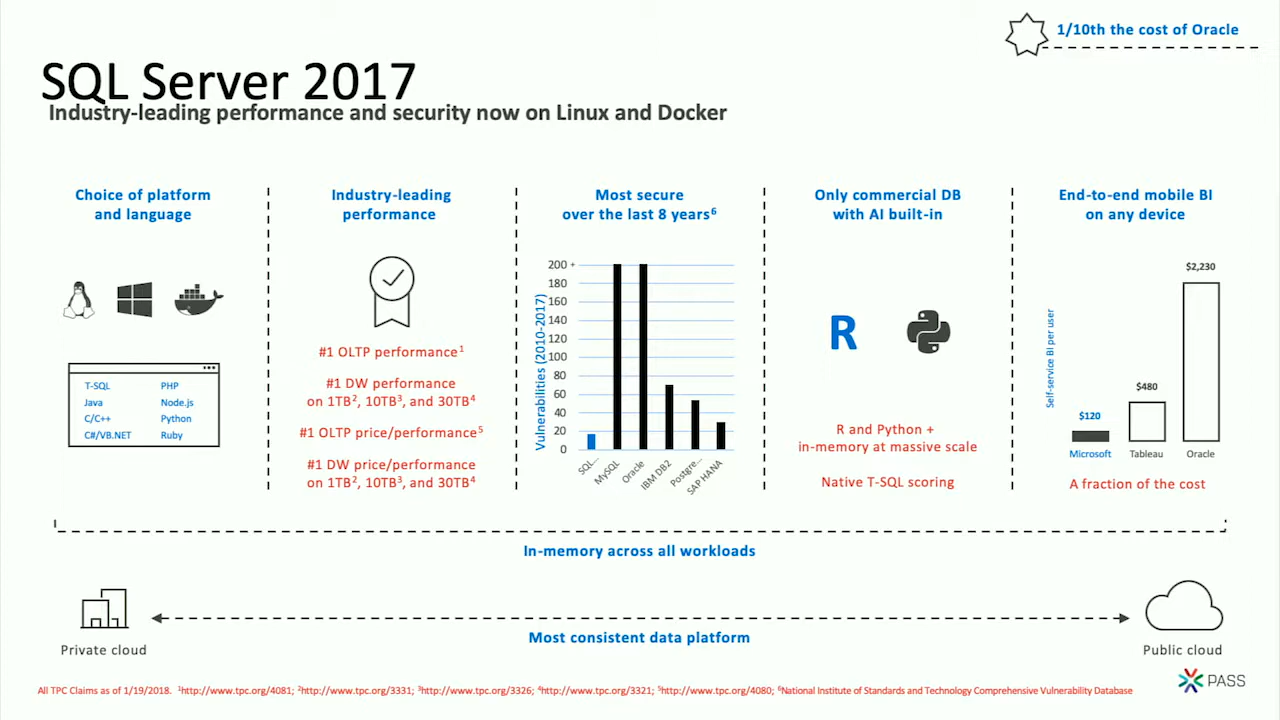 1/10th the cost of Oracle
SQL Server 2017
Industry-leading performance and security now on Linux and Docker
Choice of platform
and language
T-SQL PHP
Java Node.js
C/C++ Python
C#/VB.NET Ruby
Industry-leading
performance
#1 OLTP performance¹
#1 DW performance
on 1TB², 10TB³, and 30TB⁴
#1 OLTP price/performance⁵
#1 DW price/performance
on 1TB², 10TB³, and 30TB⁴
Most secure
over the last 8 years⁶
Vulnerabilities (2010-2017)
200 +
180
160
140
120
100
80
60
40
20
0
SQL...
MySQL
Oracle
IBM DB2
Postgre...
SAP HANA
Only commercial DB
with AI built-in
R
R and Python +
in-memory at massive scale
Native T-SQL scoring
End-to-end mobile BI
on any device
Self-service BI per user
$2,230
$480
$120
Microsoft Tableau Oracle
A fraction of the cost
In-memory across all workloads
Most consistent data platform
Private cloud
Public cloud
All TPC Claims as of 1/19/2018. ¹http://www.tpc.org/4081; ²http://www.tpc.org/3331; ³http://www.tpc.org/3326; ⁴http://www.tpc.org/3321; ⁵http://www.tpc.org/4080; ⁶National Institute of Standards and Technology Comprehensive Vulnerability Database
PASS